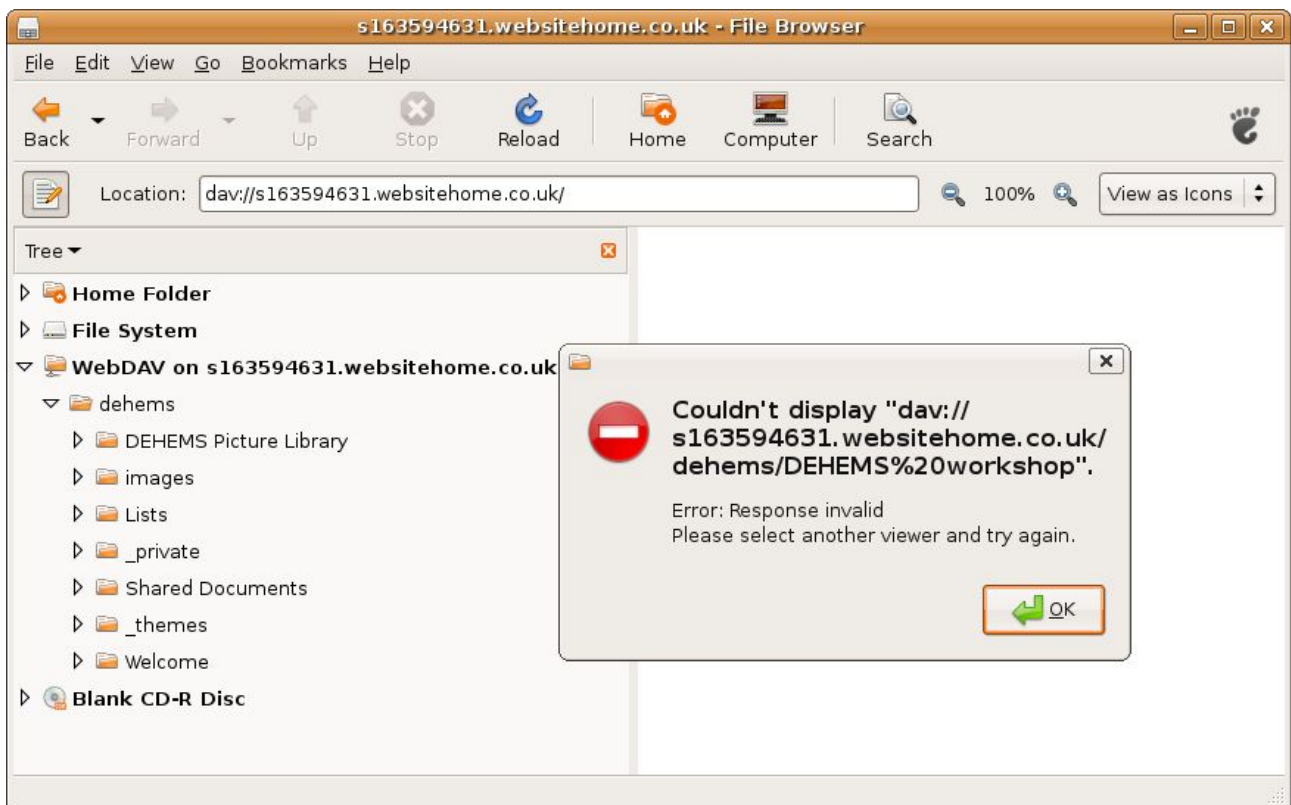 s163594631.websitehome.co.uk - File Browser
File Edit View Go Bookmarks Help
Back Forward Up Stop Reload Home Computer Search
Location: dav://s163594631.websitehome.co.uk/ 100% View as Icons
Tree
Home Folder
File System
WebDAV on s163594631.websitehome.co.uk
dehems
DEHEMS Picture Library
images
Lists
_private
Shared Documents
_themes
Welcome
Blank CD-R Disc
Couldn't display "dav://
s163594631.websitehome.co.uk/
dehems/DEHEMS%20workshop".
Error: Response invalid
Please select another viewer and try again.
OK